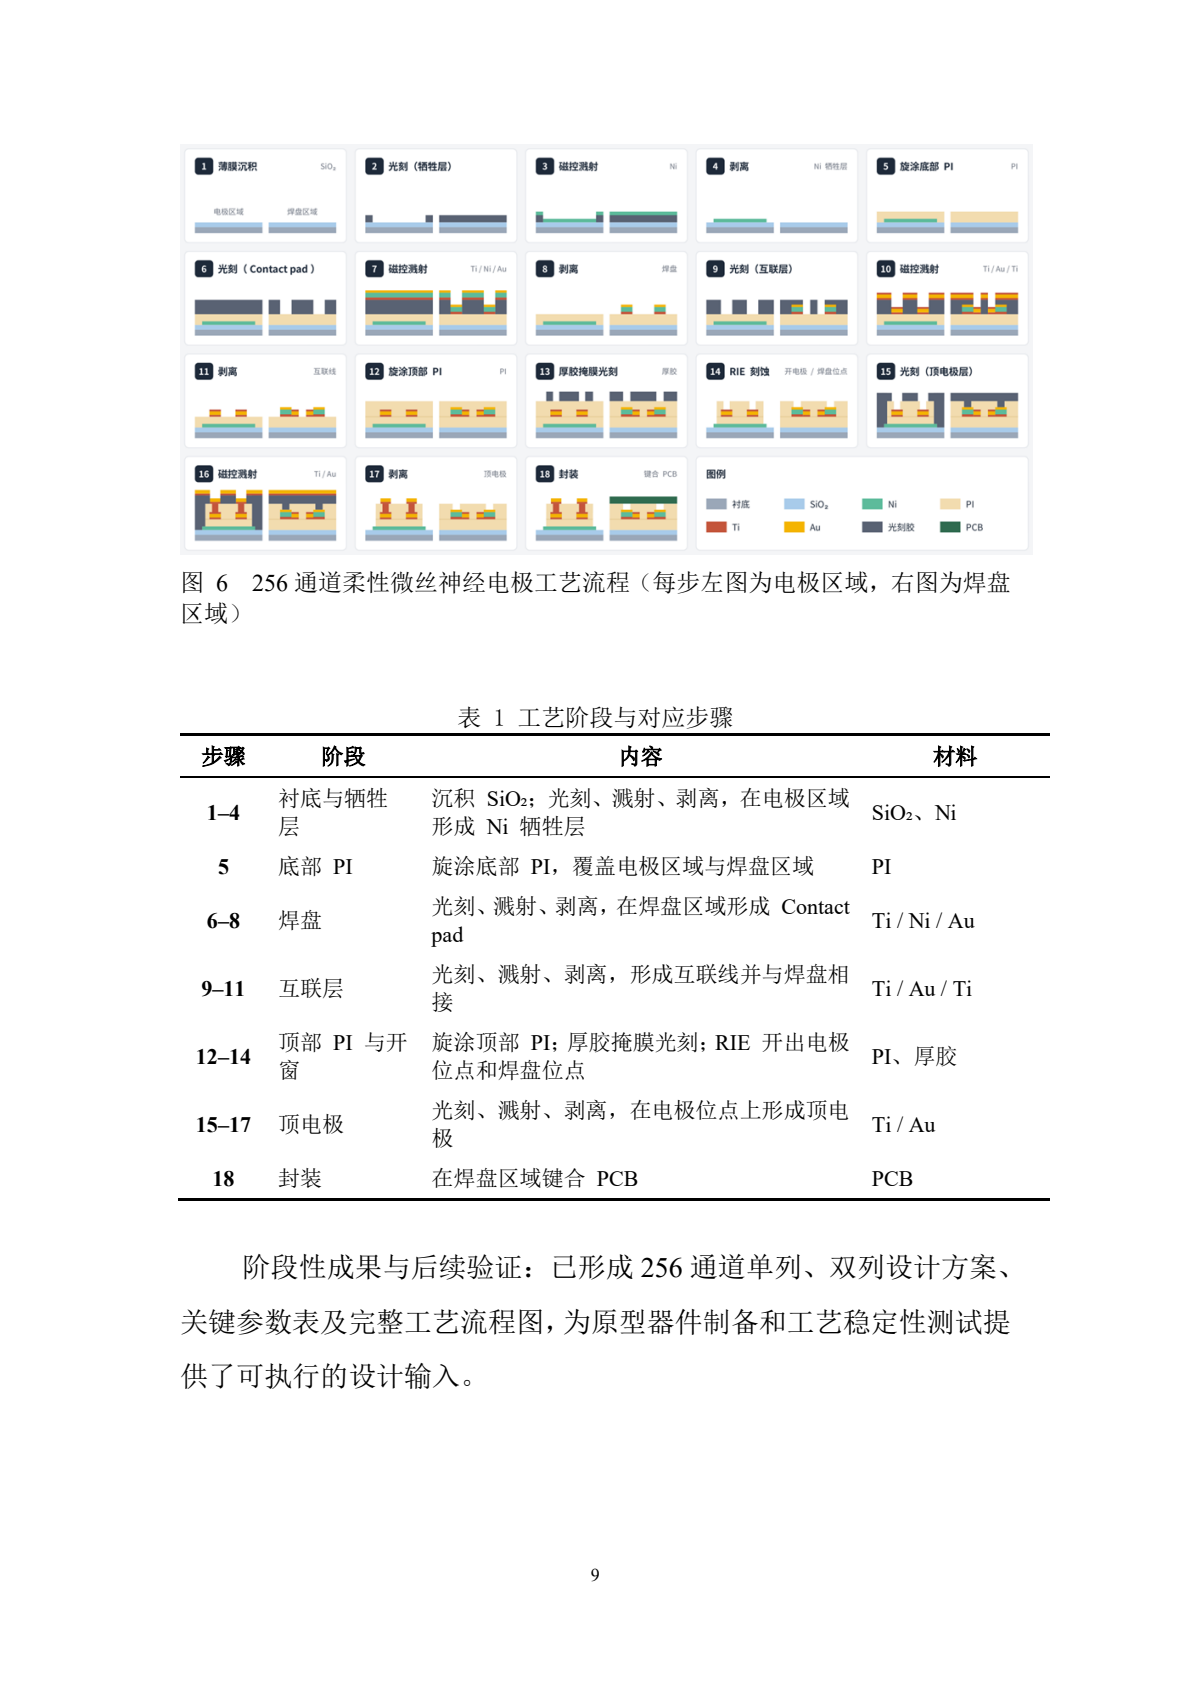 1 薄膜沉积 SiO₂
电极区域 焊盘区域
2 光刻（牺牲层）
3 磁控溅射 Ni
4 剥离 Ni 牺牲层
5 旋涂底部 PI PI
6 光刻（Contact pad）
7 磁控溅射 Ti / Ni / Au
8 剥离 焊盘
9 光刻（互联层）
10 磁控溅射 Ti / Au / Ti
11 剥离 互联线
12 旋涂顶部 PI PI
13 厚胶掩膜光刻 厚胶
14 RIE 刻蚀 开电极 / 焊盘位点
15 光刻（顶电极层）
16 磁控溅射 Ti / Au
17 剥离 顶电极
18 封装 键合 PCB
图例
衬底 SiO₂ Ni PI
Ti Au 光刻胶 PCB
图 6 256 通道柔性微丝神经电极工艺流程（每步左图为电极区域，右图为焊盘
区域）
表 1 工艺阶段与对应步骤
步骤 阶段 内容 材料
1–4 衬底与牺牲
层 沉积 SiO₂；光刻、溅射、剥离，在电极区域
形成 Ni 牺牲层 SiO₂、Ni
5 底部 PI 旋涂底部 PI，覆盖电极区域与焊盘区域 PI
6–8 焊盘 光刻、溅射、剥离，在焊盘区域形成 Contact
pad Ti / Ni / Au
9–11 互联层 光刻、溅射、剥离，形成互联线并与焊盘相
接 Ti / Au / Ti
12–14 顶部 PI 与开
窗 旋涂顶部 PI；厚胶掩膜光刻；RIE 开出电极
位点和焊盘位点 PI、厚胶
15–17 顶电极 光刻、溅射、剥离，在电极位点上形成顶电
极 Ti / Au
18 封装 在焊盘区域键合 PCB PCB
阶段性成果与后续验证：已形成 256 通道单列、双列设计方案、
关键参数表及完整工艺流程图，为原型器件制备和工艺稳定性测试提
供了可执行的设计输入。
9